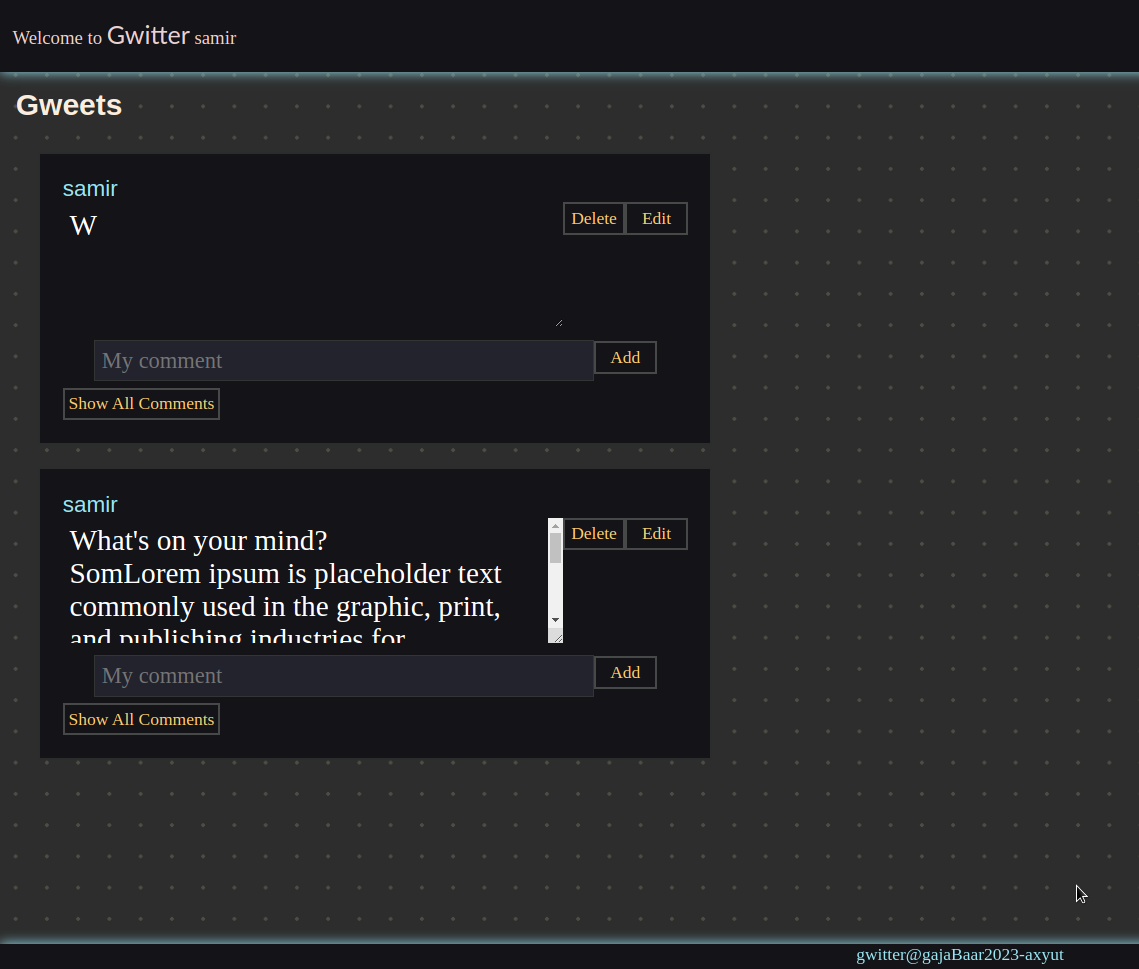 Welcome to Gwitter samir
Gweets
samir
W
Delete Edit
My comment
Add
Show All Comments
samir
What's on your mind?
SomLorem ipsum is placeholder text
commonly used in the graphic, print,
and publishing industries for
Delete Edit
My comment
Add
Show All Comments
gwitter@gajaBaar2023-axyut